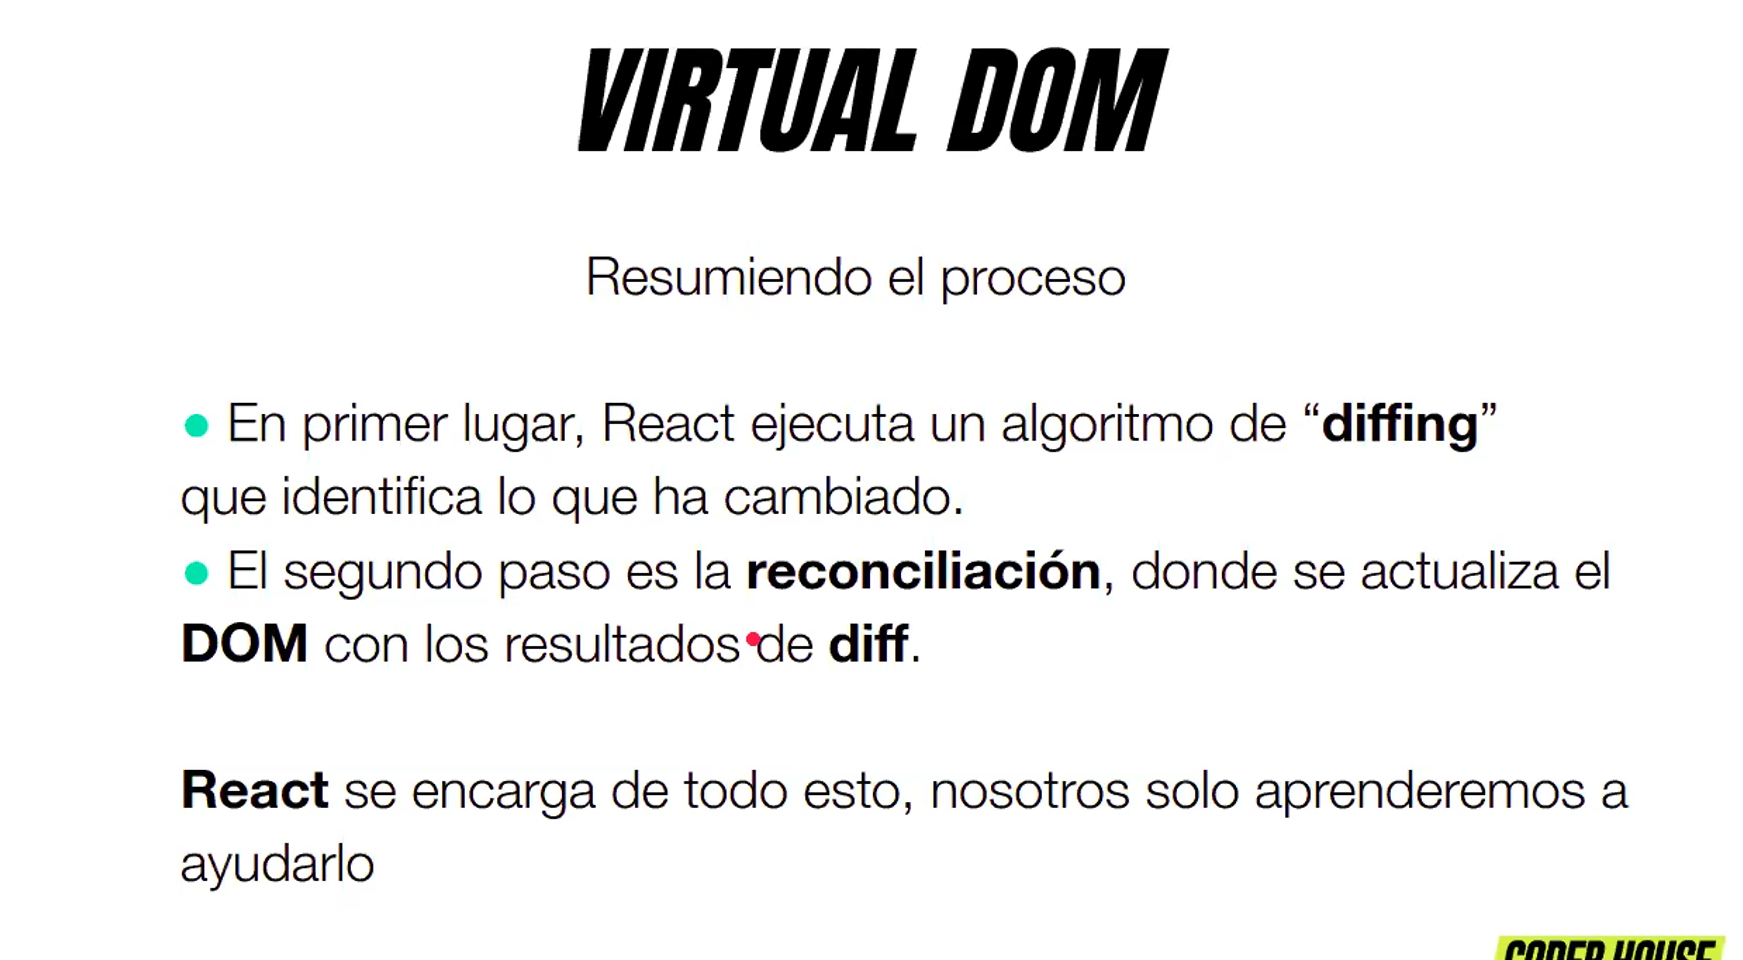 VIRTUAL DOM
Resumiendo el proceso
● En primer lugar, React ejecuta un algoritmo de “diffing”
que identifica lo que ha cambiado.
● El segundo paso es la reconciliación, donde se actualiza el
DOM con los resultados de diff.
React se encarga de todo esto, nosotros solo aprenderemos a
ayudarlo
CODER HOUSE